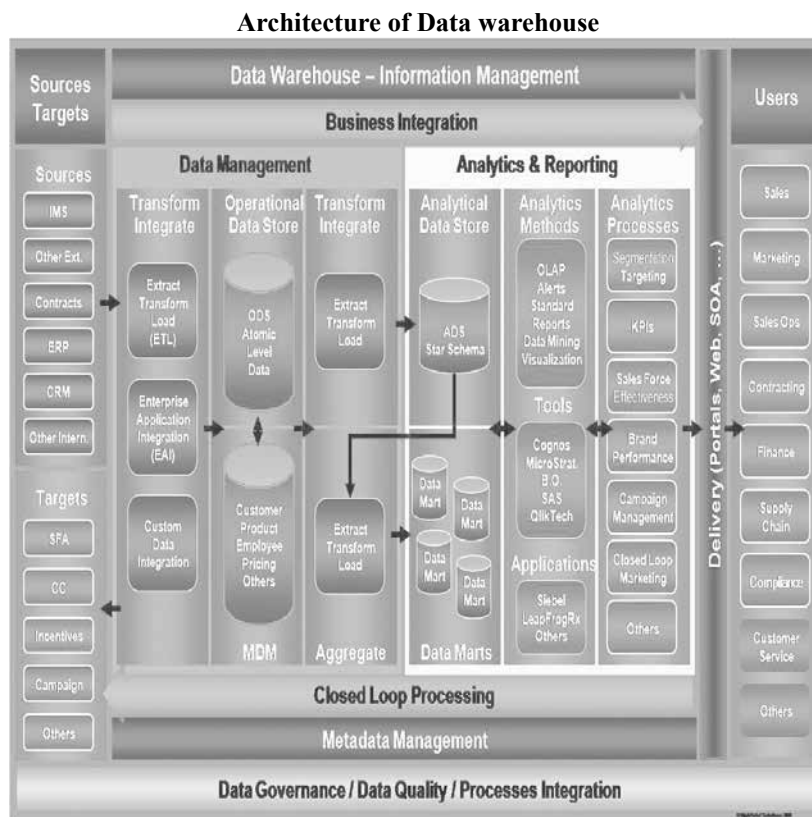 Architecture of Data warehouse
Sources
Targets
Data Warehouse – Information Management
Business Integration
Users
Data Management
Analytics & Reporting
Sources
IMS
Other Ext.
Contracts
ERP
CRM
Other Intern.
Targets
SFA
CC
Incentives
Campaign
Others
Transform
Integrate
Extract
Transform
Load
(ETL)
Enterprise
Application
Integration
(EAI)
Custom
Data
Integration
Operational
Data Store
ODS
Atomic
Level
Data
Customer
Product
Employee
Pricing
Others
MDM
Transform
Integrate
Extract
Transform
Load
Extract
Transform
Load
Aggregate
Analytical
Data Store
ADS
Star Schema
Data
Mart
Data
Mart
Data
Mart
Data
Mart
Data Marts
Analytics
Methods
OLAP
Alerts
Standard
Reports
Data Mining
Visualization
Tools
Cognos
MicroStrat.
B.O.
SAS
QlikTech
Applications
Siebel
LeapFrogRx
Others
Analytics
Processes
Segmentation
Targeting
KPIs
Sales Force
Effectiveness
Brand
Performance
Campaign
Management
Closed Loop
Marketing
Others
Delivery (Portals, Web, SOA, ...)
Sales
Marketing
Sales Ops
Contracting
Finance
Supply
Chain
Compliance
Customer
Service
Others
Closed Loop Processing
Metadata Management
Data Governance / Data Quality / Processes Integration